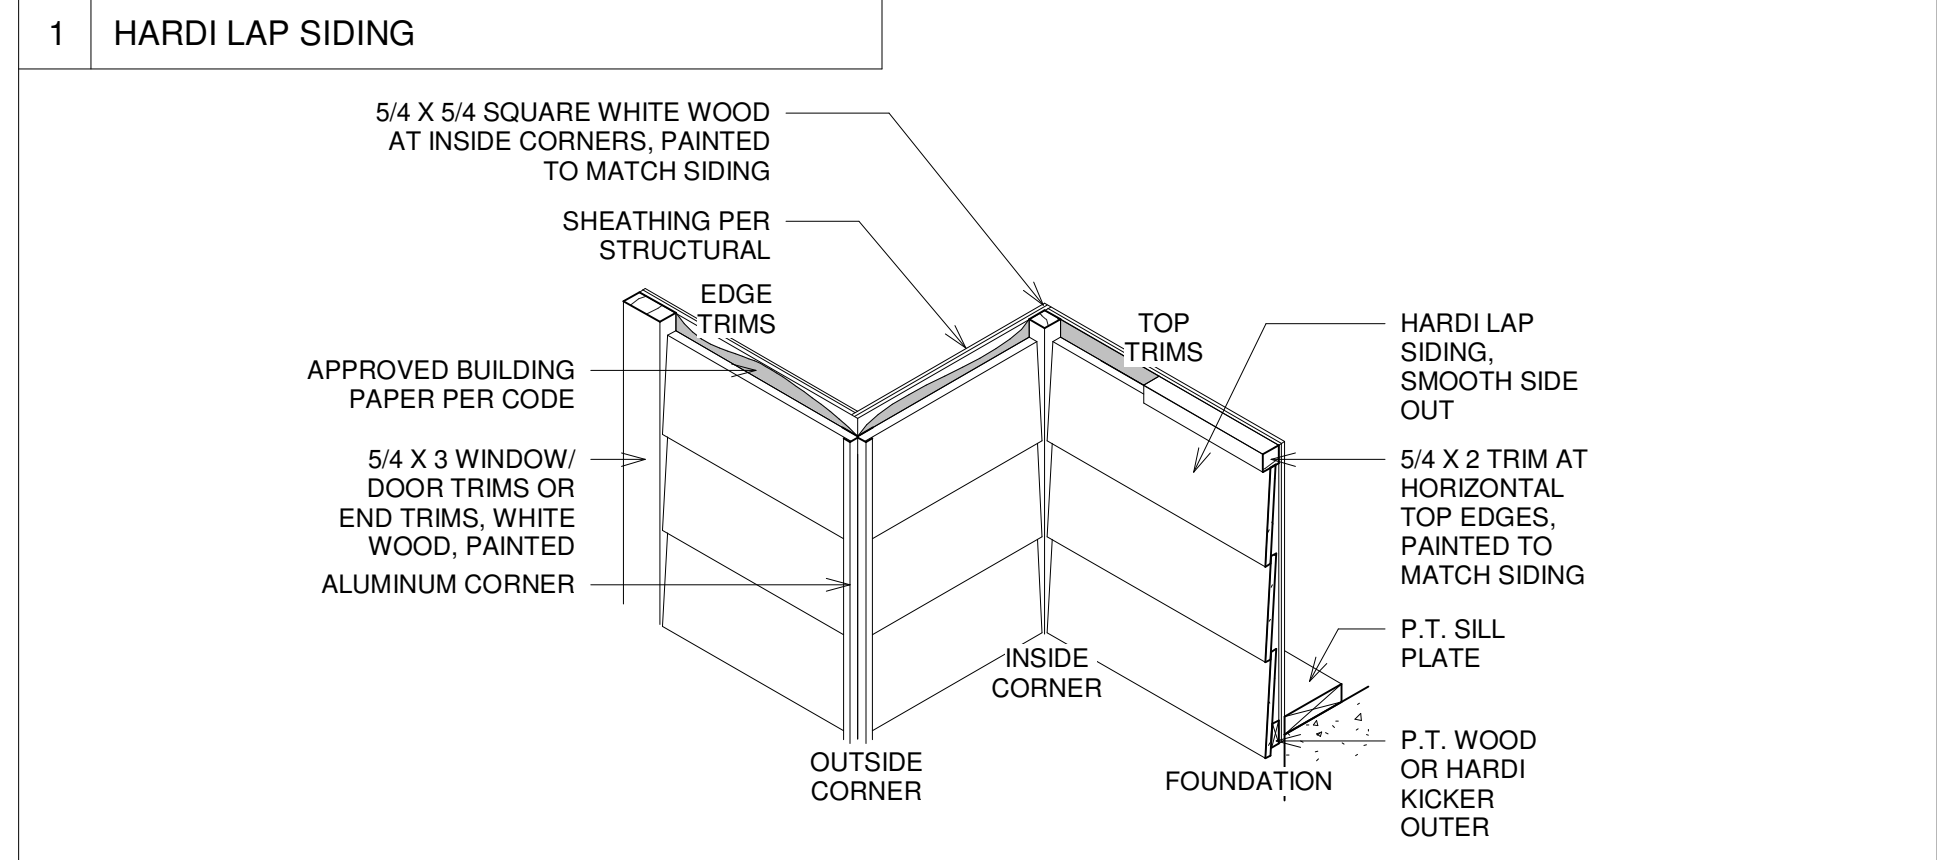 1 HARDI LAP SIDING
5/4 X 5/4 SQUARE WHITE WOOD
AT INSIDE CORNERS, PAINTED
TO MATCH SIDING
SHEATHING PER
STRUCTURAL
EDGE
TRIMS
APPROVED BUILDING
PAPER PER CODE
5/4 X 3 WINDOW/
DOOR TRIMS OR
END TRIMS, WHITE
WOOD, PAINTED
ALUMINUM CORNER
OUTSIDE
CORNER
INSIDE
CORNER
TOP
TRIMS
FOUNDATION
HARDI LAP
SIDING,
SMOOTH SIDE
OUT
5/4 X 2 TRIM AT
HORIZONTAL
TOP EDGES,
PAINTED TO
MATCH SIDING
P.T. SILL
PLATE
P.T. WOOD
OR HARDI
KICKER
OUTER